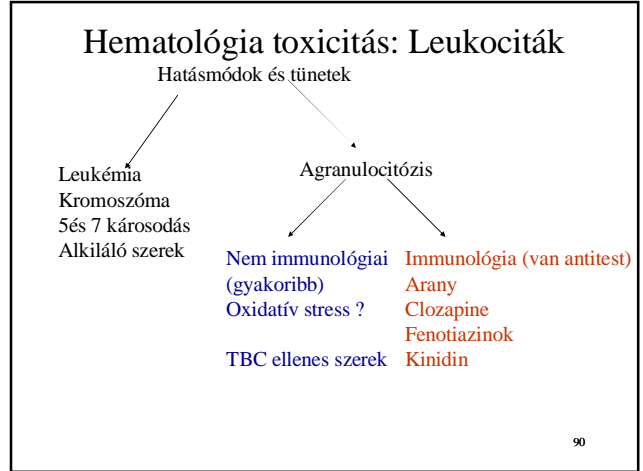 Hematológia toxicitás: Leukociták
Hatásmódok és tünetek
Leukémia
Kromoszóma
5és 7 károsodás
Alkiláló szerek
Agranulocitózis
Nem immunológiai
(gyakoribb)
Oxidatív stress ?
TBC ellenes szerek
Immunológia (van antitest)
Arany
Clozapine
Fenotiazinok
Kinidin
90